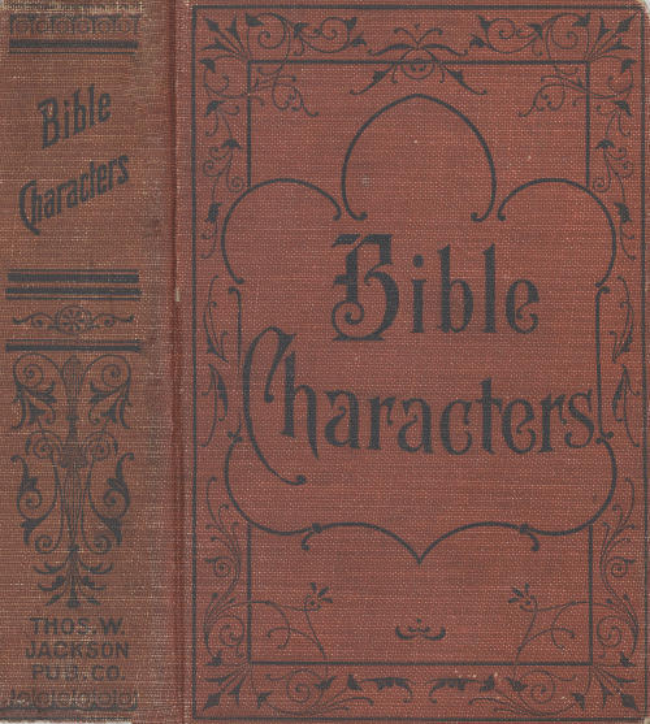 Bible
Characters
THOS. W.
JACKSON
PUB. CO.
Bible
Characters